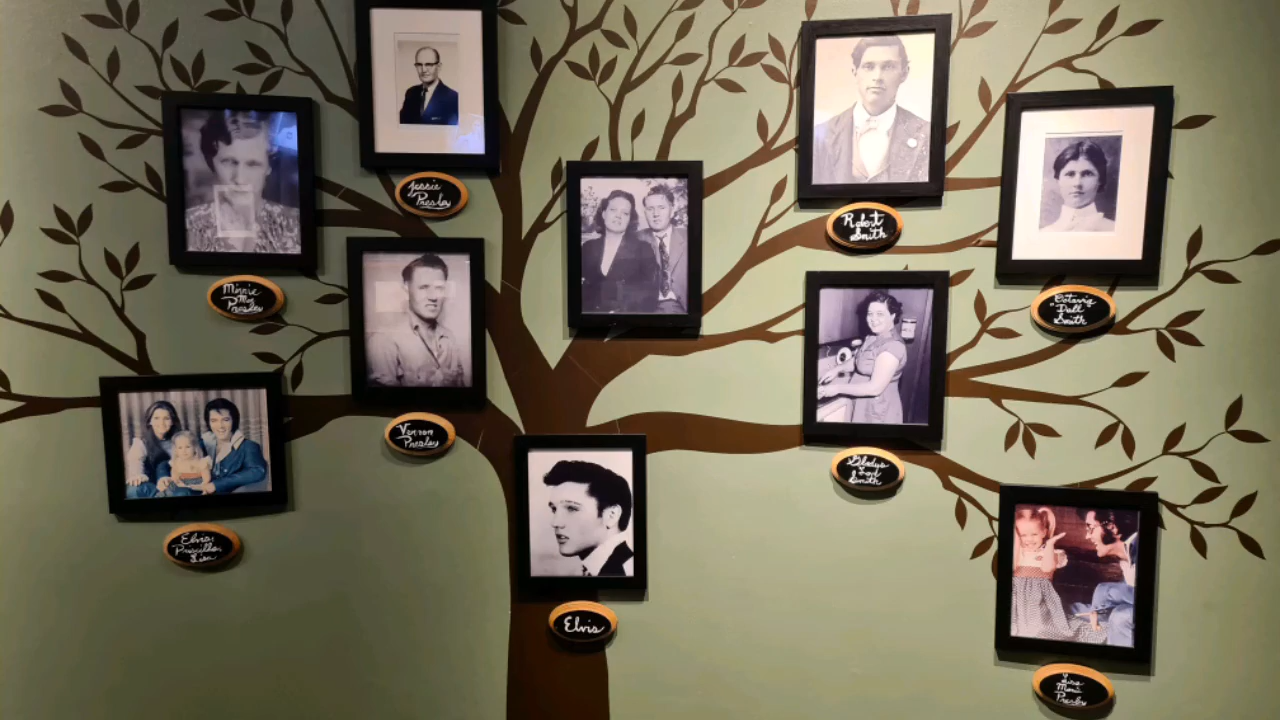 Jessie
Presley
Robert
Smith
Minnie
Mae
Presley
Octavia
"Doll"
Smith
Vernon
Presley
Gladys
Love
Smith
Elvis
Priscilla
Lisa
Elvis
Lisa
Marie
Presley